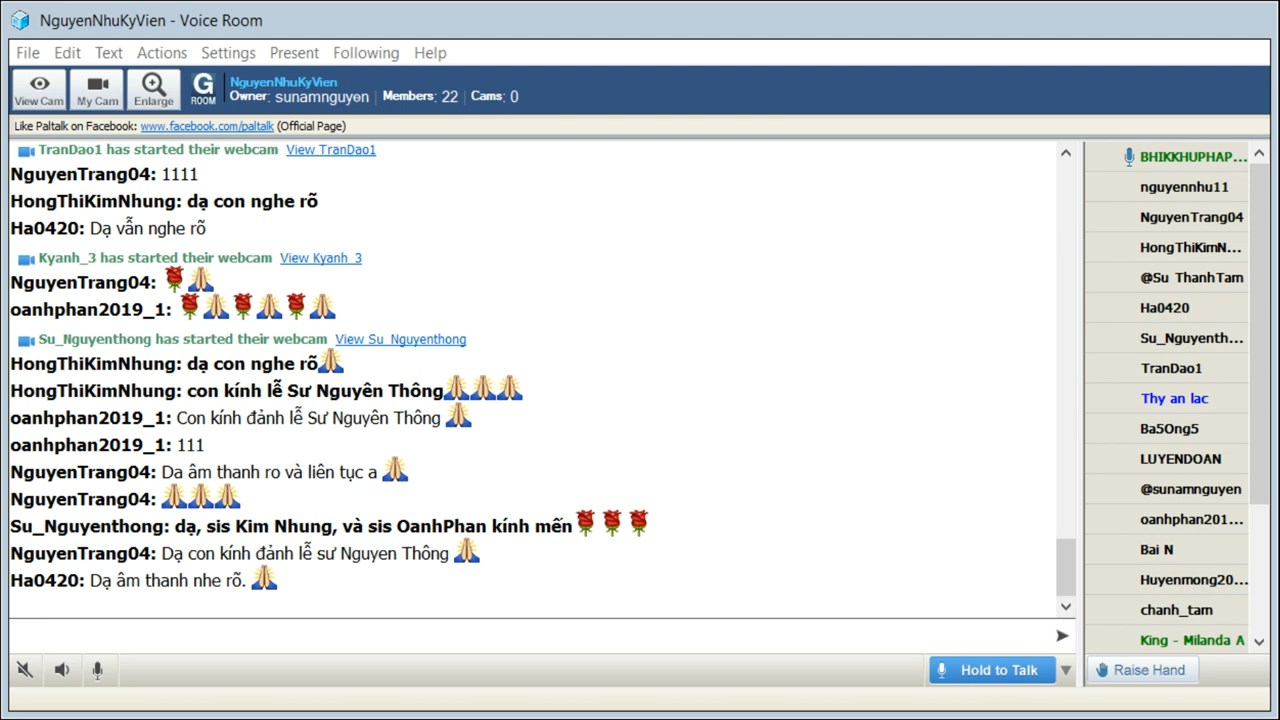 NguyenNhuKyVien - Voice Room
File Edit Text Actions Settings Present Following Help
View Cam
My Cam
Enlarge
G ROOM
NguyenNhuKyVien
Owner: sunamnguyen | Members: 22 | Cams: 0
Like Paltalk on Facebook: www.facebook.com/paltalk (Official Page)
TranDao1 has started their webcam View TranDao1
NguyenTrang04: 1111
HongThiKimNhung: dạ con nghe rõ
Ha0420: Dạ vẫn nghe rõ
Kyanh_3 has started their webcam View Kyanh_3
NguyenTrang04: 🌹🙏
oanhphan2019_1: 🌹🙏🌹🙏🌹🙏
Su_Nguyenthong has started their webcam View Su_Nguyenthong
HongThiKimNhung: dạ con nghe rõ🙏
HongThiKimNhung: con kính lễ Sư Nguyên Thông🙏🙏🙏
oanhphan2019_1: Con kính đảnh lễ Sư Nguyên Thông 🙏
oanhphan2019_1: 111
NguyenTrang04: Da âm thanh ro và liên tục a 🙏
NguyenTrang04: 🙏🙏🙏
Su_Nguyenthong: dạ, sis Kim Nhung, và sis OanhPhan kính mến🌹🌹🌹
NguyenTrang04: Dạ con kính đảnh lễ sư Nguyen Thông 🙏
Ha0420: Dạ âm thanh nhe rõ. 🙏
BHIKKHUPHAP...
nguyennhu11
NguyenTrang04
HongThiKimN...
@Su ThanhTam
Ha0420
Su_Nguyenth...
TranDao1
Thy an lac
Ba5Ong5
LUYENDOAN
@sunamnguyen
oanhphan201...
Bai N
Huyenmong20...
chanh_tam
King - Milanda A
Hold to Talk
Raise Hand